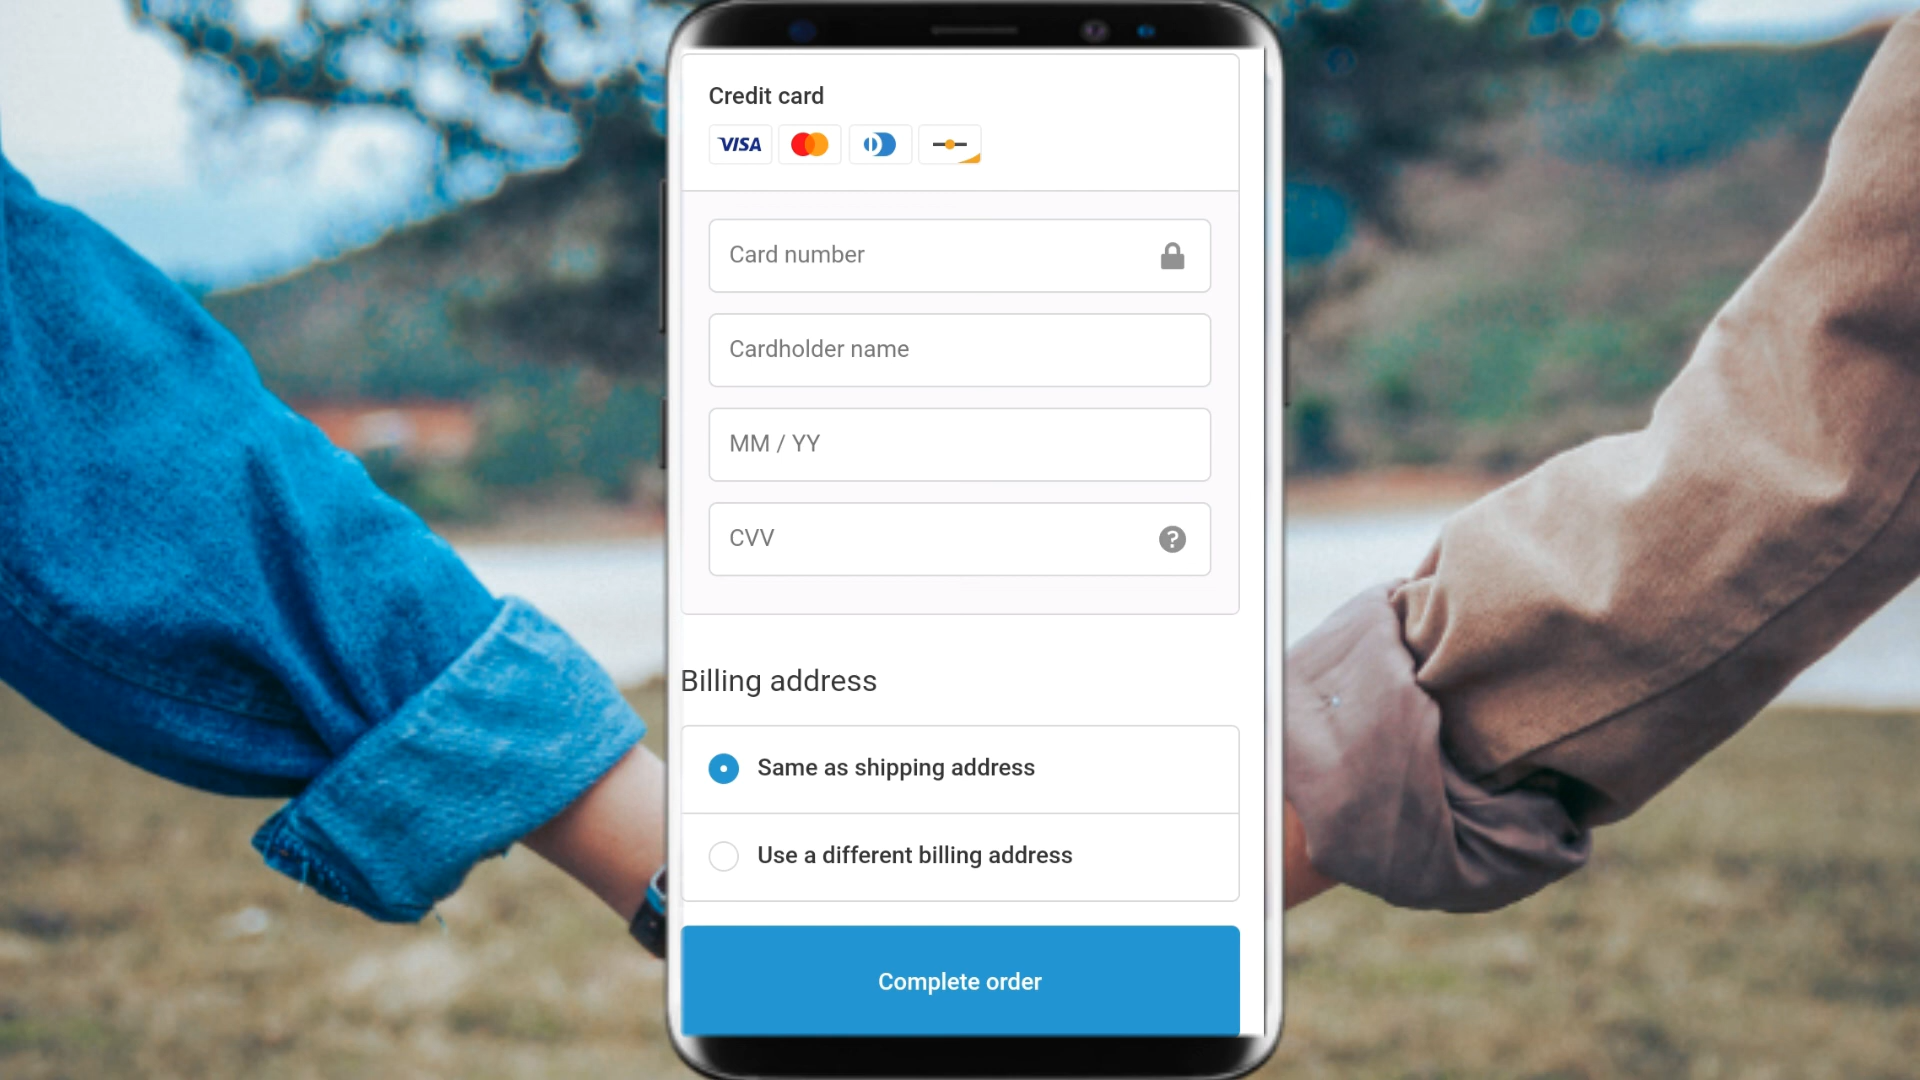 Credit card
VISA
Card number
Cardholder name
MM / YY
CVV
?
Billing address
Same as shipping address
Use a different billing address
Complete order